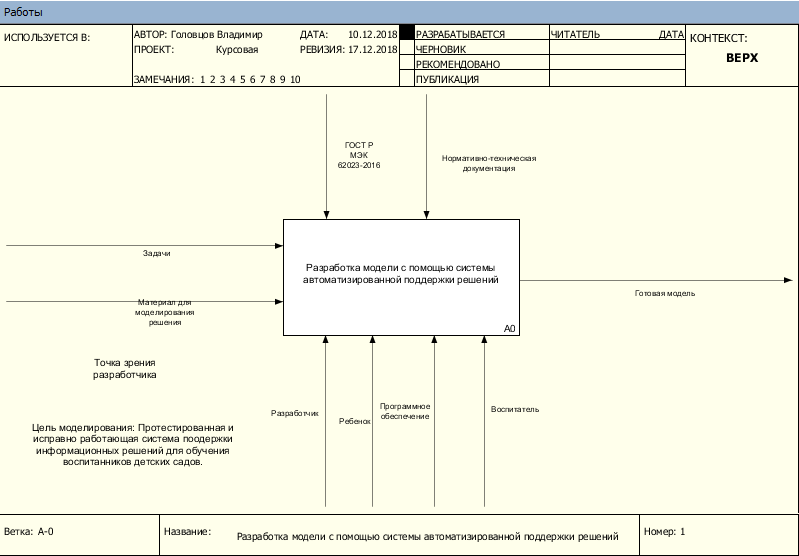 Работы
ИСПОЛЬЗУЕТСЯ В:
АВТОР: Головцов Владимир
ДАТА: 10.12.2018
ПРОЕКТ: Курсовая
РЕВИЗИЯ: 17.12.2018
ЗАМЕЧАНИЯ: 1 2 3 4 5 6 7 8 9 10
РАЗРАБАТЫВАЕТСЯ
ЧЕРНОВИК
РЕКОМЕНДОВАНО
ПУБЛИКАЦИЯ
ЧИТАТЕЛЬ
ДАТА
КОНТЕКСТ:
ВЕРХ
ГОСТ Р
МЭК
62023-2016
Нормативно-техническая
документация
Задачи
Материал для
моделирования
решения
Разработка модели с помощью системы
автоматизированной поддержки решений
A0
Готовая модель
Точка зрения
разработчика
Разработчик
Ребенок
Программное
обеспечение
Воспитатель
Цель моделирования: Протестированная и
исправно работающая система поодержки
информационных решений для обучения
воспитанников детских садов.
Ветка: A-0
Название:
Разработка модели с помощью системы автоматизированной поддержки решений
Номер: 1